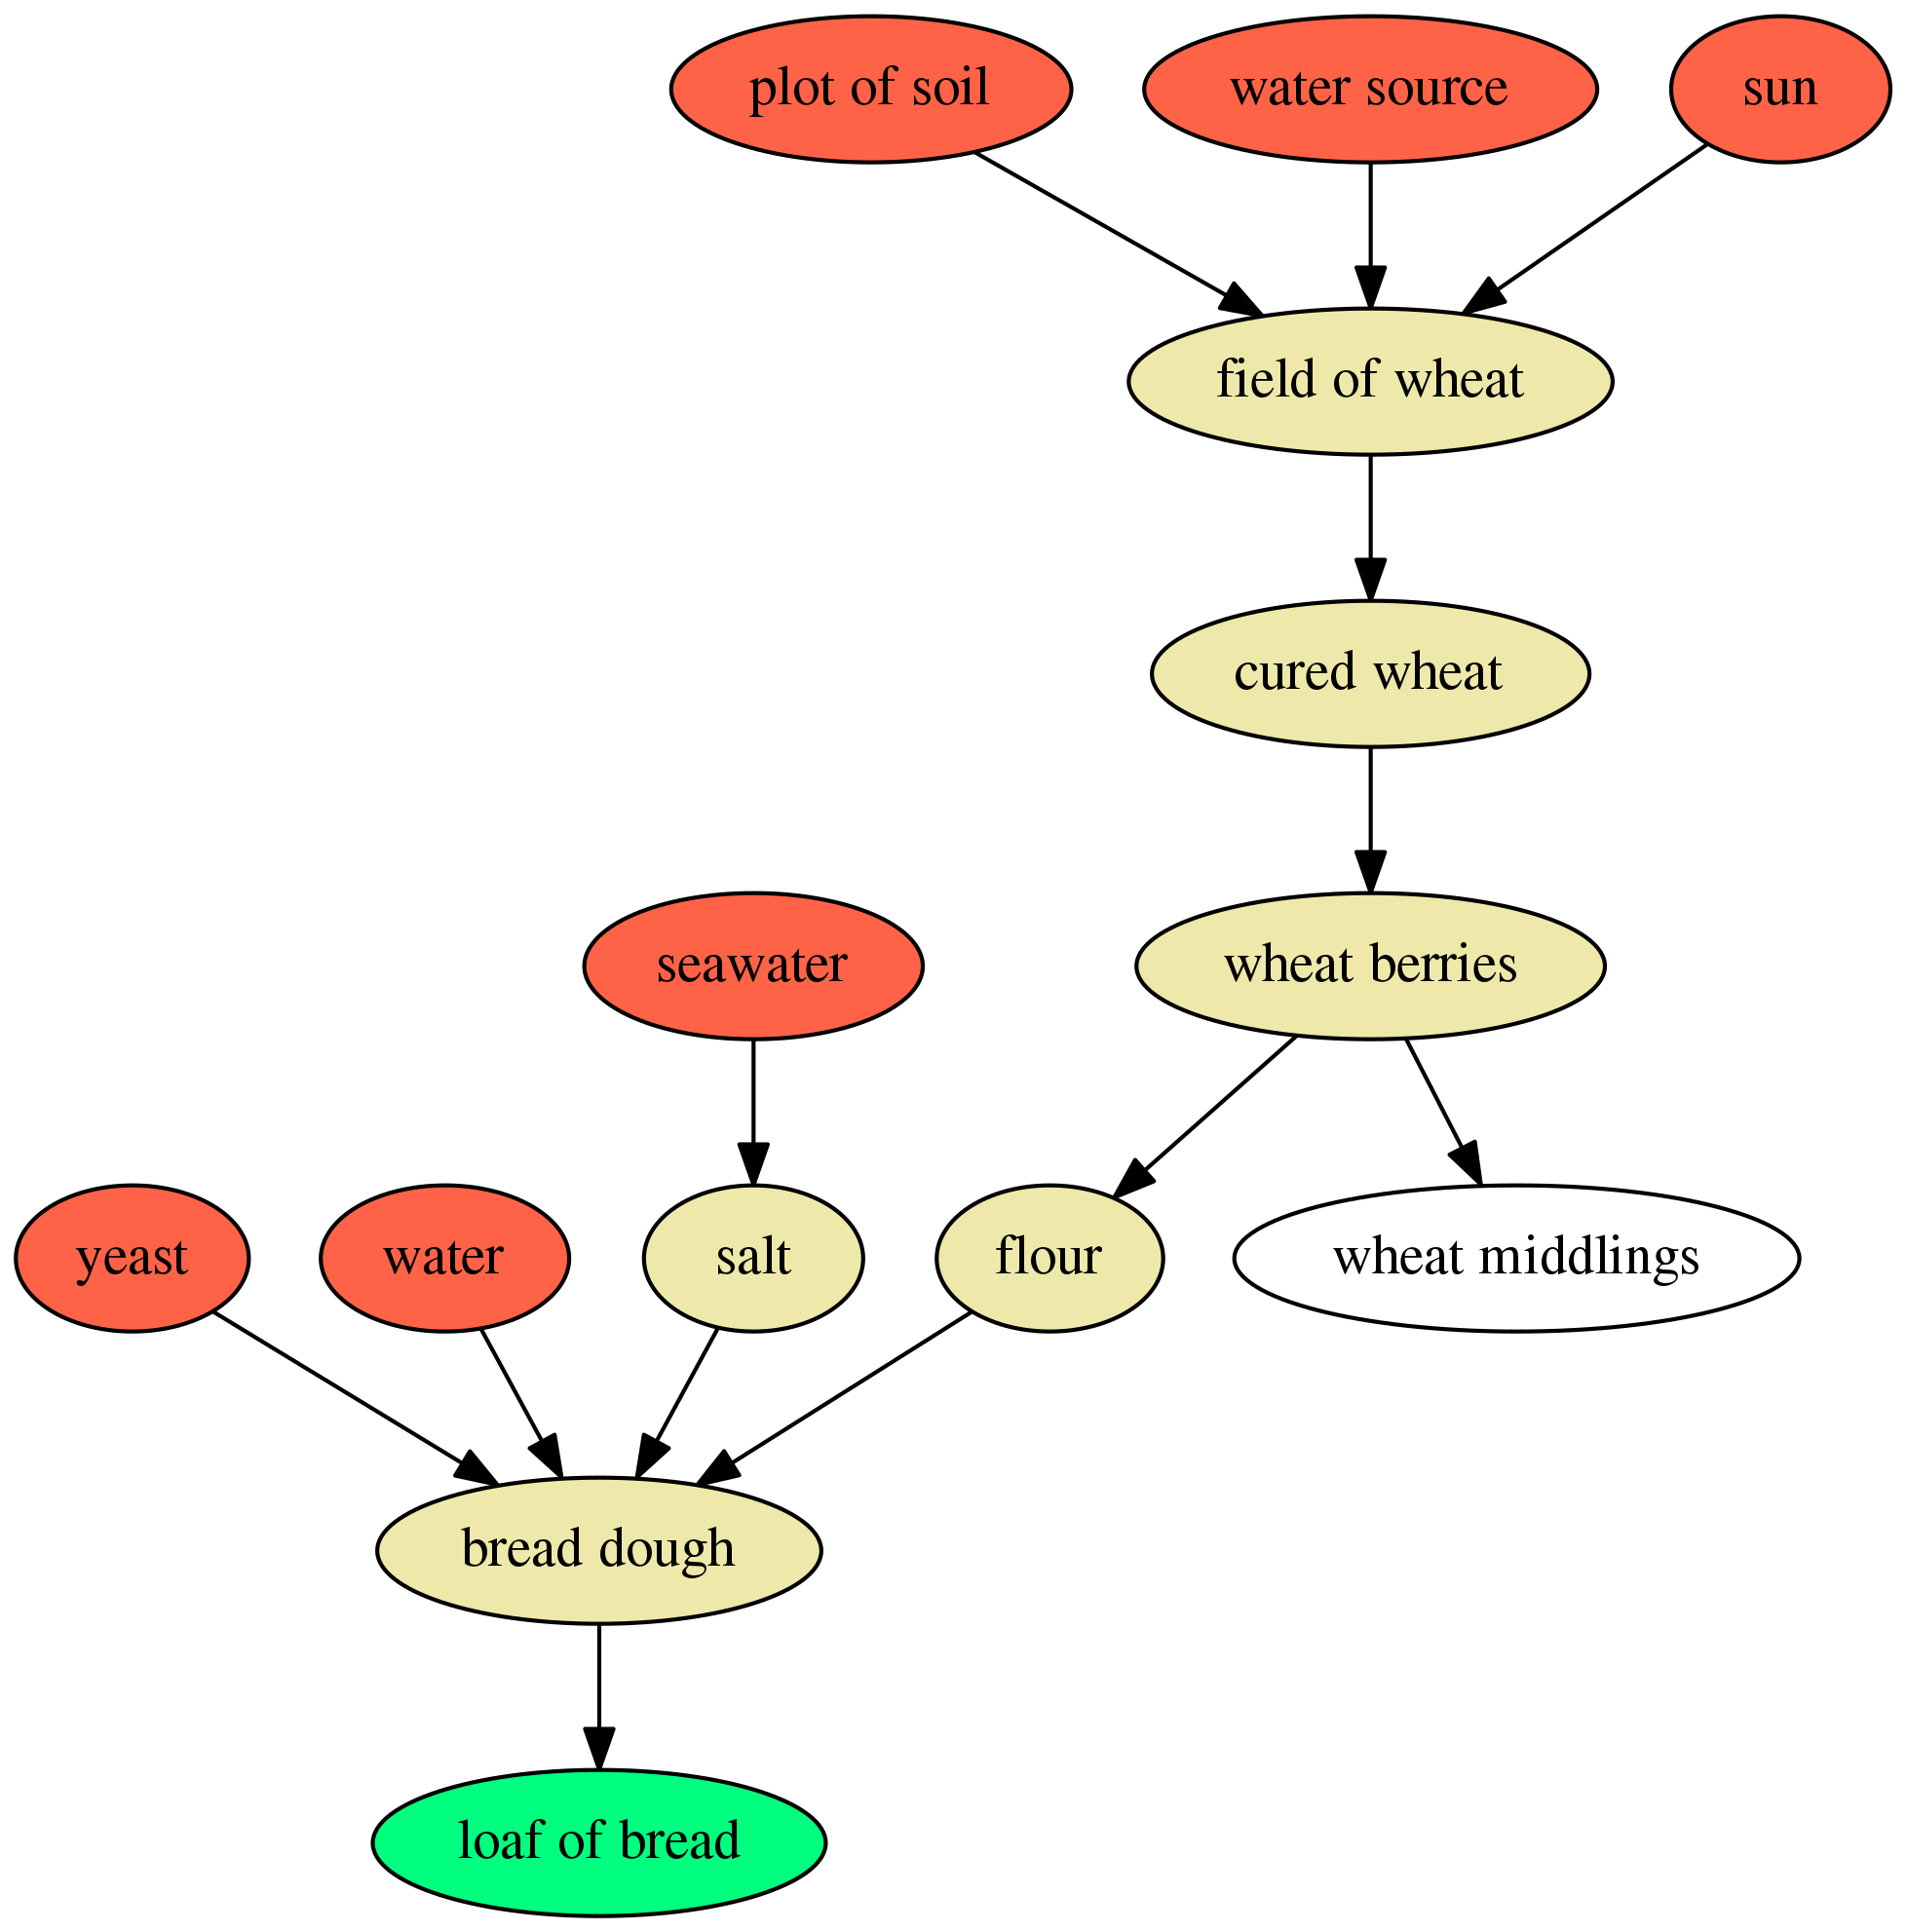 plot of soil
water source
sun
field of wheat
cured wheat
seawater
wheat berries
yeast
water
salt
flour
wheat middlings
bread dough
loaf of bread